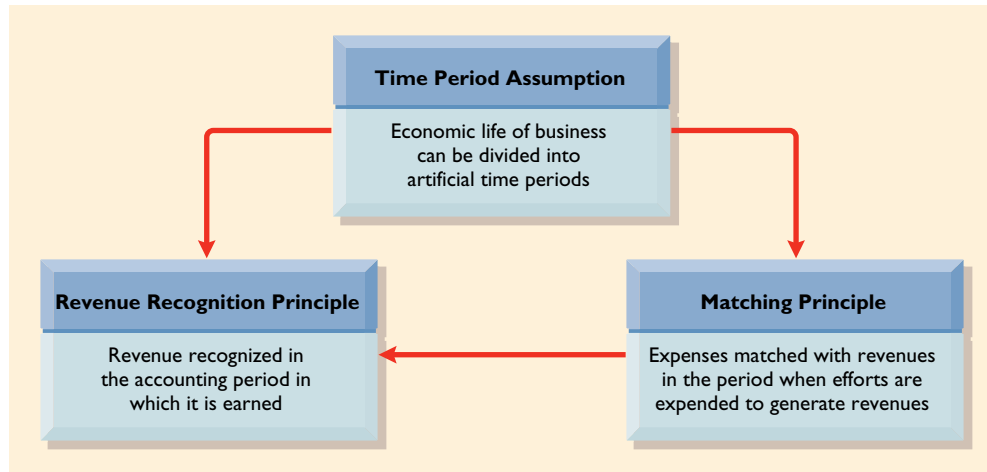 Time Period Assumption
Economic life of business
can be divided into
artificial time periods
Revenue Recognition Principle
Revenue recognized in
the accounting period in
which it is earned
Matching Principle
Expenses matched with revenues
in the period when efforts are
expended to generate revenues